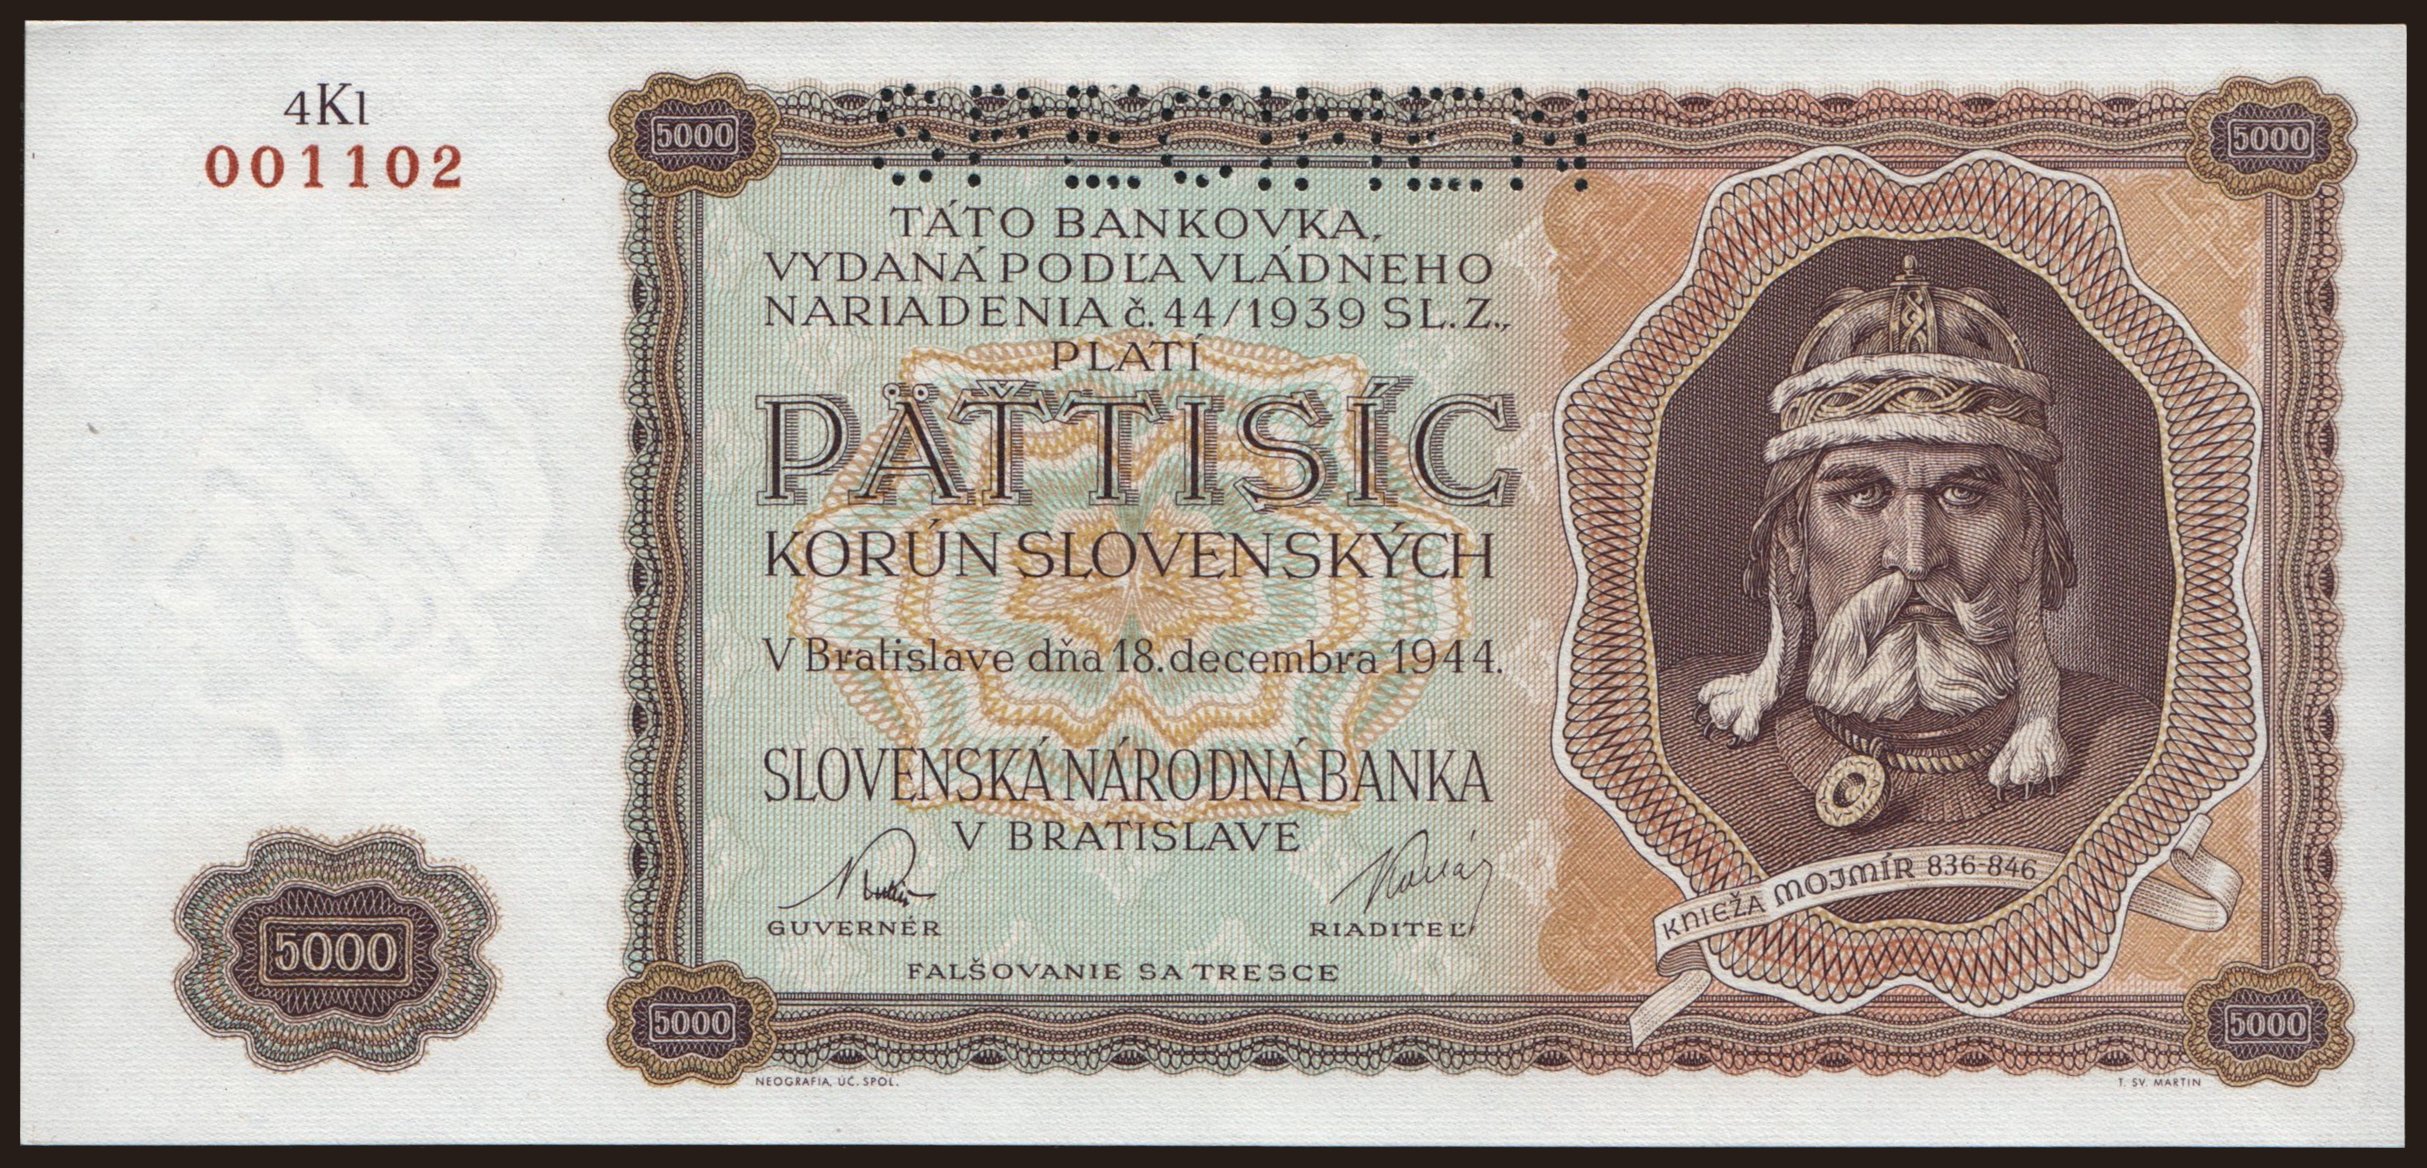 4Kl
001102
5000
SPECIMEN
5000
TÁTO BANKOVKA,
VYDANÁ PODĽA VLÁDNEHO
NARIADENIA č. 44/1939 SL. Z.,
PLATÍ
PÄŤTISÍC
KORÚN SLOVENSKÝCH
V Bratislave dňa 18. decembra 1944.
SLOVENSKÁ NÁRODNÁ BANKA
V BRATISLAVE
GUVERNÉR
RIADITEĽ
FALŠOVANIE SA TRESCE
KNIEŽA MOJMÍR 836-846
5000
5000
5000
NEOGRAFIA, ÚČ. SPOL.
T. SV. MARTIN